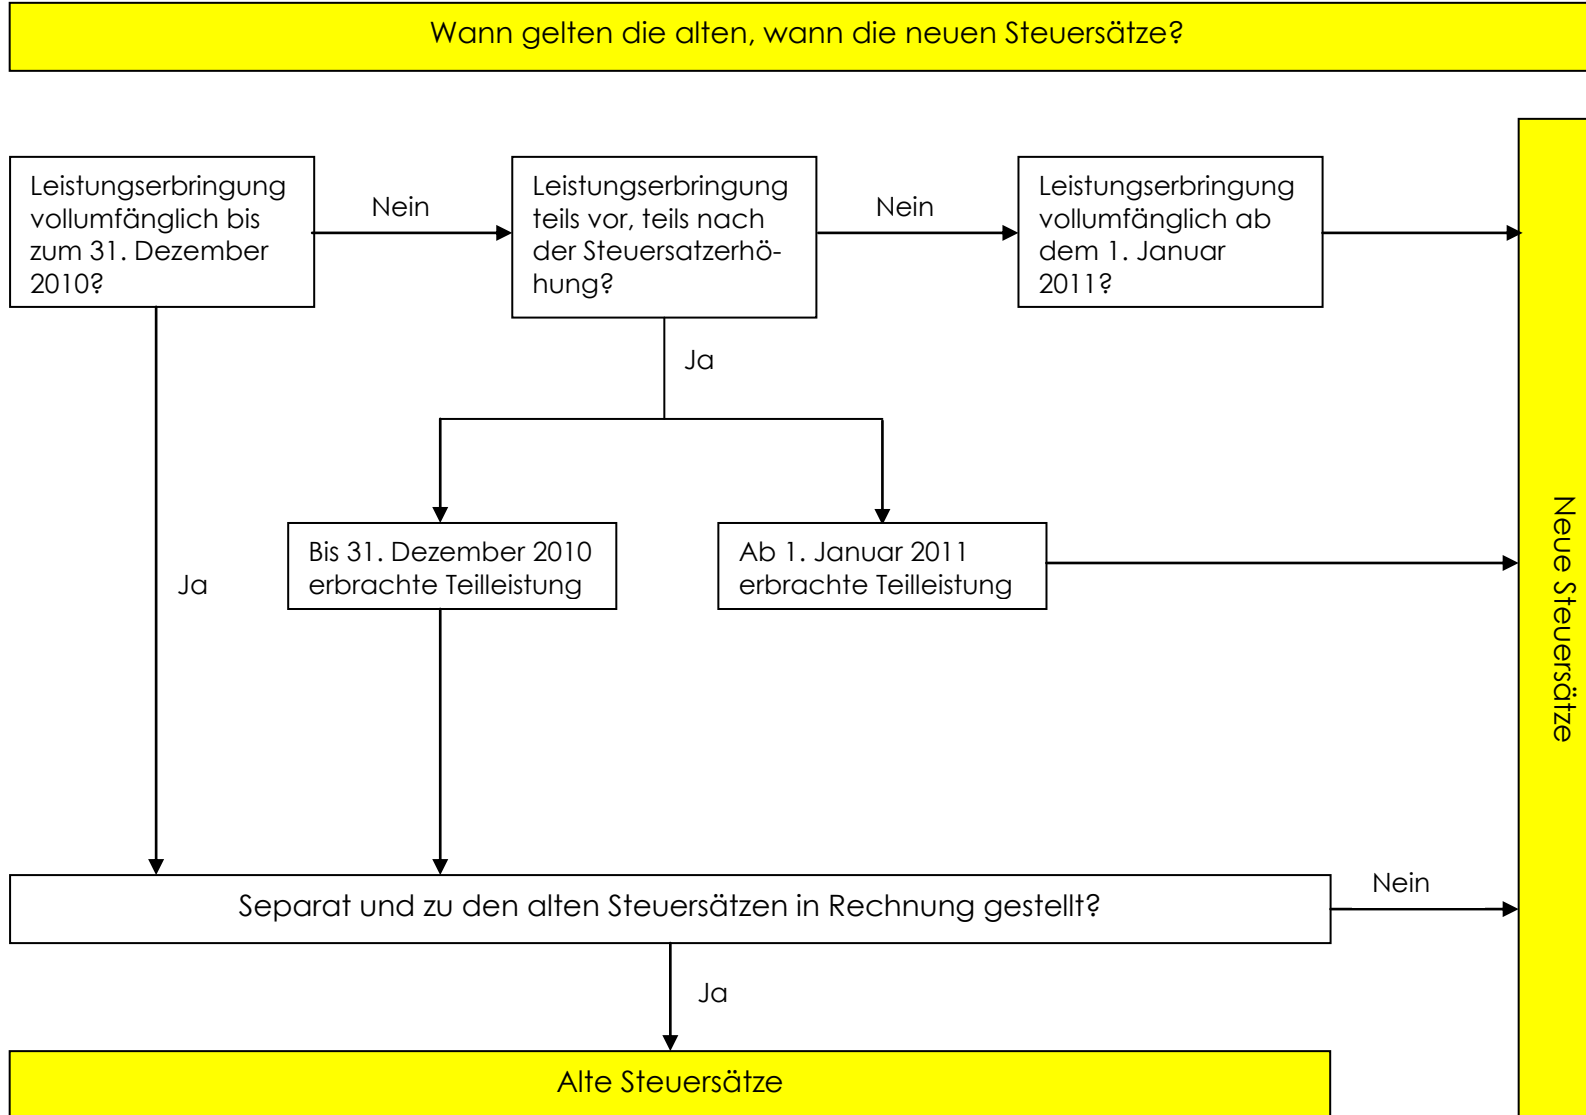 Wann gelten die alten, wann die neuen Steuersätze?
Leistungserbringung
vollumfänglich bis
zum 31. Dezember
2010?
Nein
Leistungserbringung
teils vor, teils nach
der Steuersatzerhö-
hung?
Nein
Leistungserbringung
vollumfänglich ab
dem 1. Januar
2011?
Ja
Bis 31. Dezember 2010
erbrachte Teilleistung
Ab 1. Januar 2011
erbrachte Teilleistung
Ja
Neue Steuersätze
Separat und zu den alten Steuersätzen in Rechnung gestellt?
Nein
Ja
Alte Steuersätze